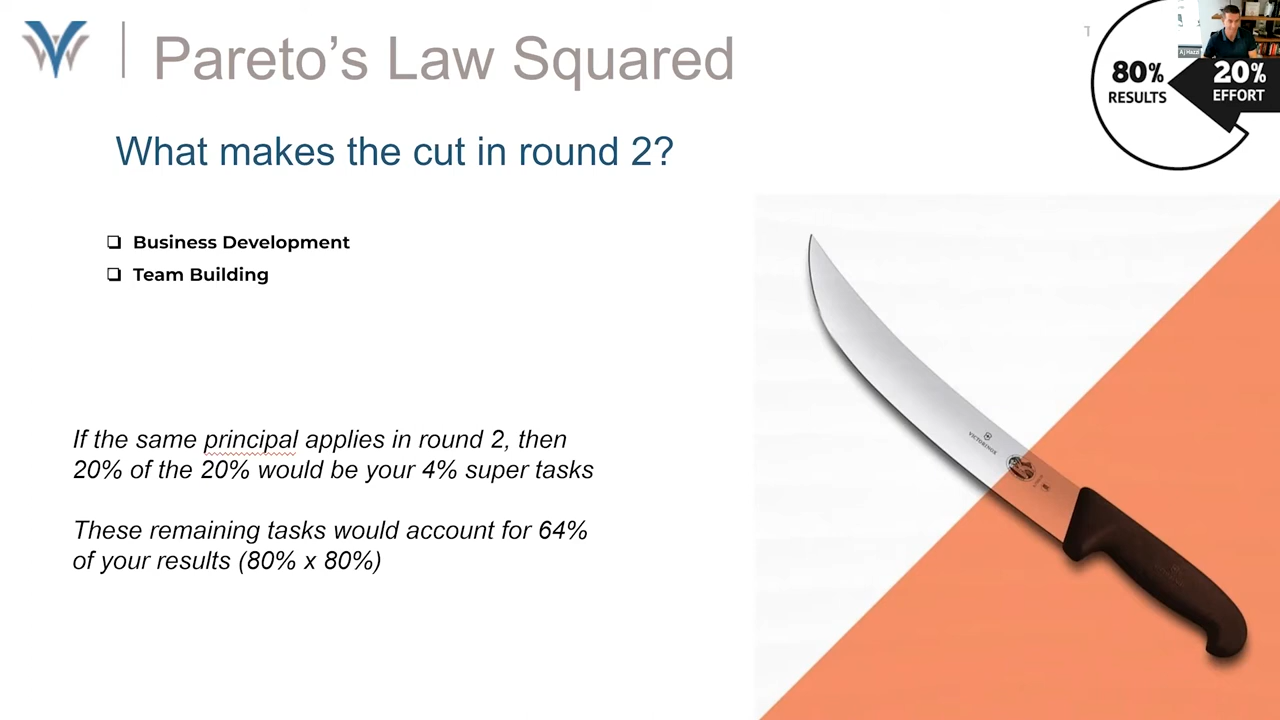 Pareto's Law Squared
T
80%
RESULTS
20%
EFFORT
What makes the cut in round 2?
Business Development
Team Building
If the same principal applies in round 2, then
20% of the 20% would be your 4% super tasks
These remaining tasks would account for 64%
of your results (80% x 80%)
VICTORINOX